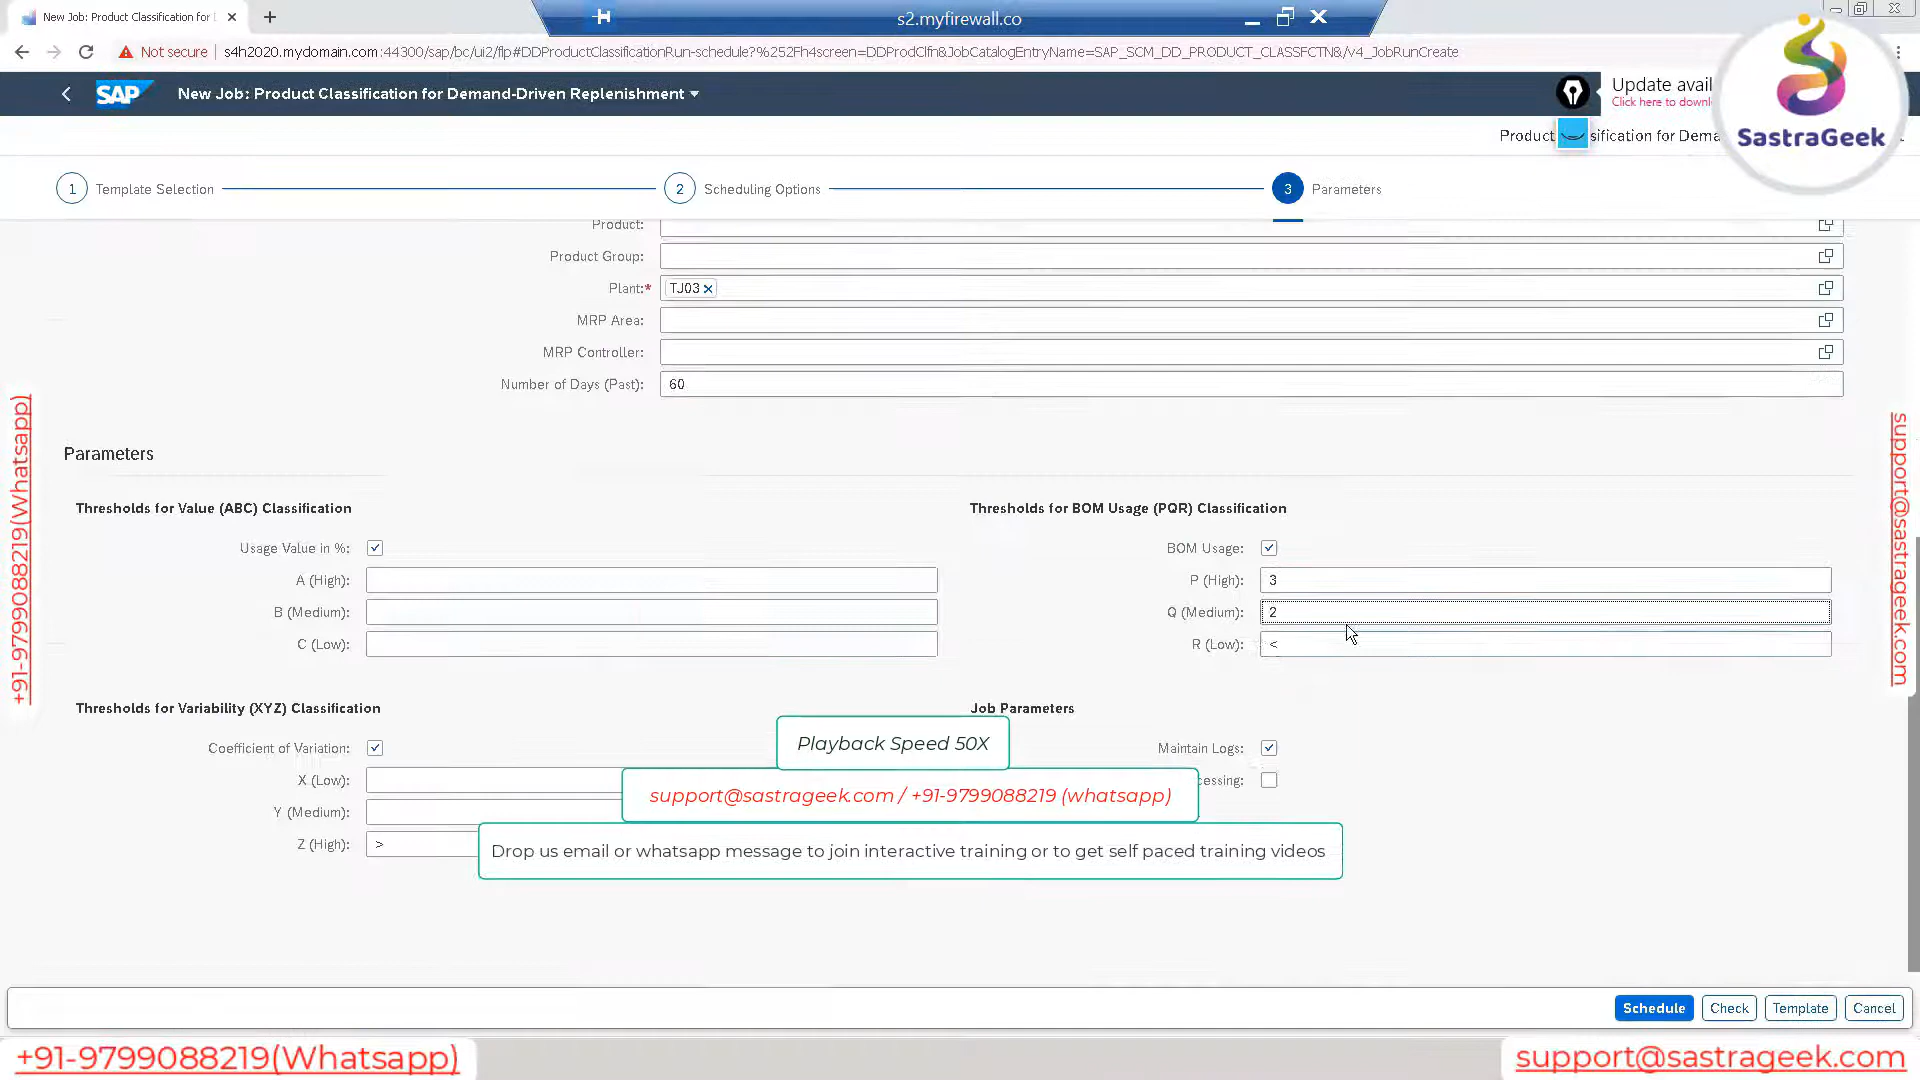 New Job: Product Classification for
s2.myfirewall.co
Not secure
s4h2020.mydomain.com:44300/sap/bc/ui2/flp#DDProductClassificationRun-schedule?%252Fh4screen=DDProdClfn&JobCatalogEntryName=SAP_SCM_DD_PRODUCT_CLASSFCTN&/v4_JobRunCreate
SAP
New Job: Product Classification for Demand-Driven Replenishment
Update avail
Click here to downl
Product sification for Dema
SastraGeek
1 Template Selection
2 Scheduling Options
3 Parameters
Product:
Product Group:
Plant:* TJ03
MRP Area:
MRP Controller:
Number of Days (Past): 60
Parameters
Thresholds for Value (ABC) Classification
Usage Value in %:
A (High):
B (Medium):
C (Low):
Thresholds for BOM Usage (PQR) Classification
BOM Usage:
P (High): 3
Q (Medium): 2
R (Low): <
Thresholds for Variability (XYZ) Classification
Coefficient of Variation:
X (Low):
Y (Medium):
Z (High): >
Job Parameters
Maintain Logs:
cessing:
Playback Speed 50X
support@sastrageek.com / +91-9799088219 (whatsapp)
Drop us email or whatsapp message to join interactive training or to get self paced training videos
Schedule
Check
Template
Cancel
+91-9799088219(Whatsapp)
support@sastrageek.com
+91-9799088219(Whatsapp)
support@sastrageek.com